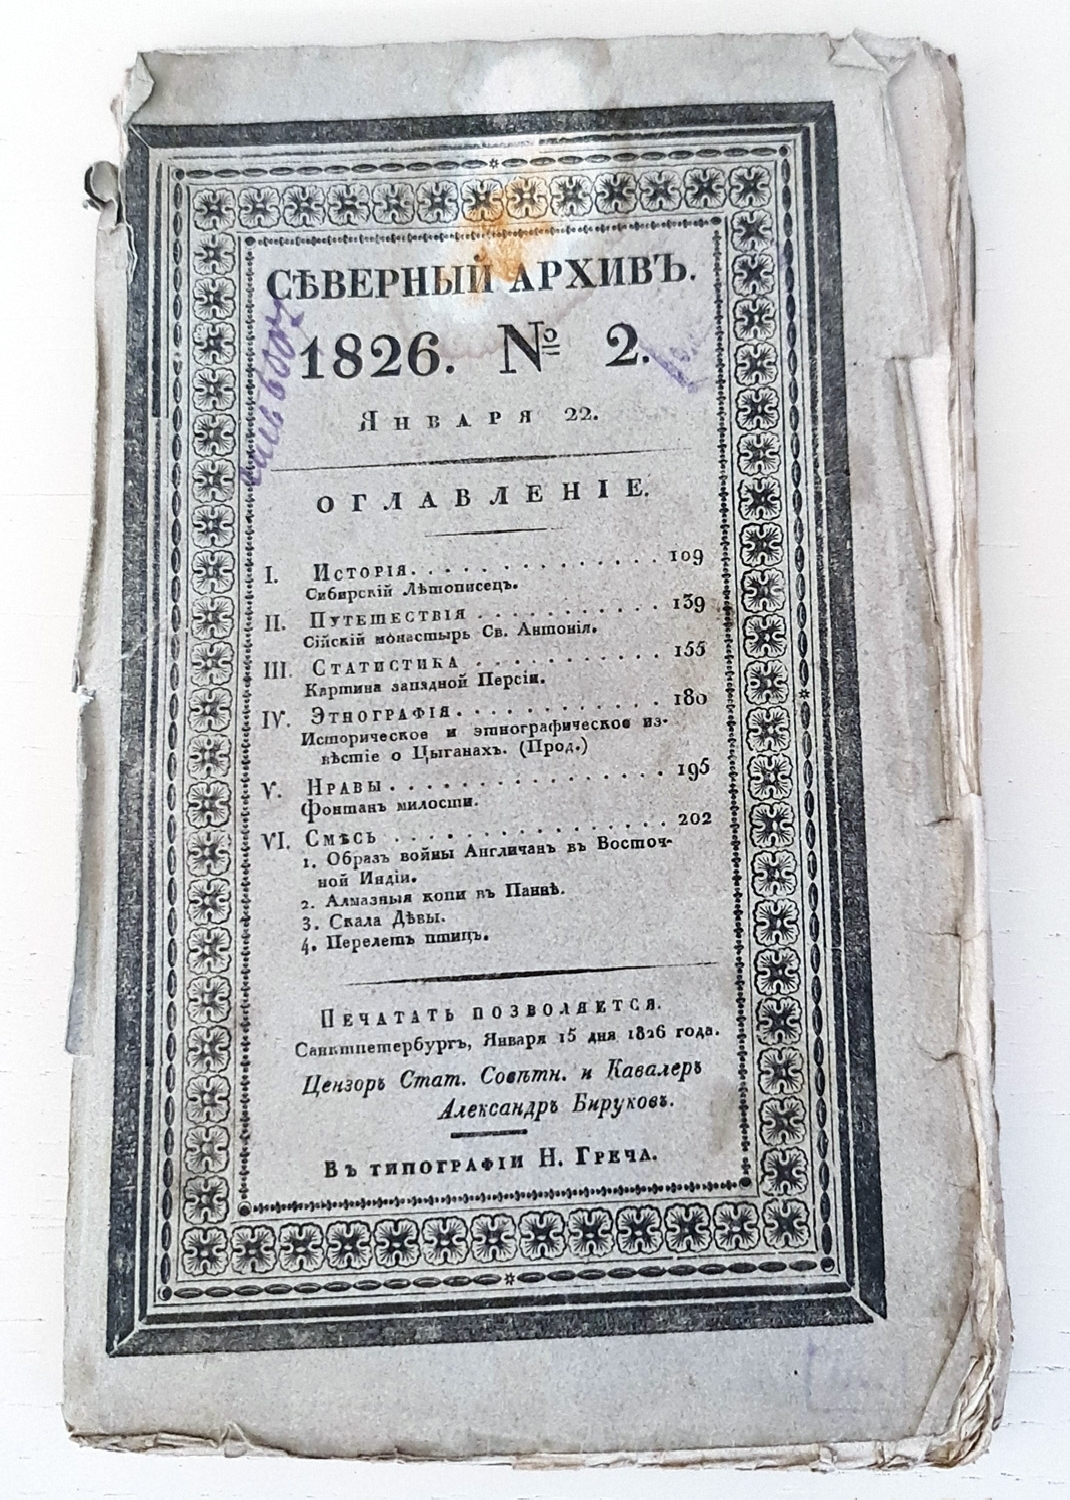 СѢВЕРНЫЙ АРХИВЪ.
1826. № 2.
Января 22.
ОГЛАВЛЕНІЕ.
I. Исторія. . . . . . . . . . . . . . . 109
Сибирскій Лѣтописецъ.
II. Путешествія . . . . . . . . . . . 139
Сійскій монастырь Св. Антонія.
III. Статистика . . . . . . . . . . . 155
Картина западной Персіи.
IV. Этнографія. . . . . . . . . . . . 180
Историческое и этнографическое из-
вѣстіе о Цыганахъ. (Прод.)
V. Нравы . . . . . . . . . . . . . . . 195
Фонтанъ милости.
VI. Смѣсь . . . . . . . . . . . . . . . 202
1. Образъ войны Англичанъ въ Восточ-
ной Индіи.
2. Алмазныя копи въ Паннѣ.
3. Скала Дѣвы.
4. Перелетъ птицъ.
Печатать позволяется.
Санктпетербургъ, Января 15 дня 1826 года.
Цензоръ Стат. Совѣтн. и Кавалеръ
Александръ Бируковъ.
Въ типографіи Н. Греча.